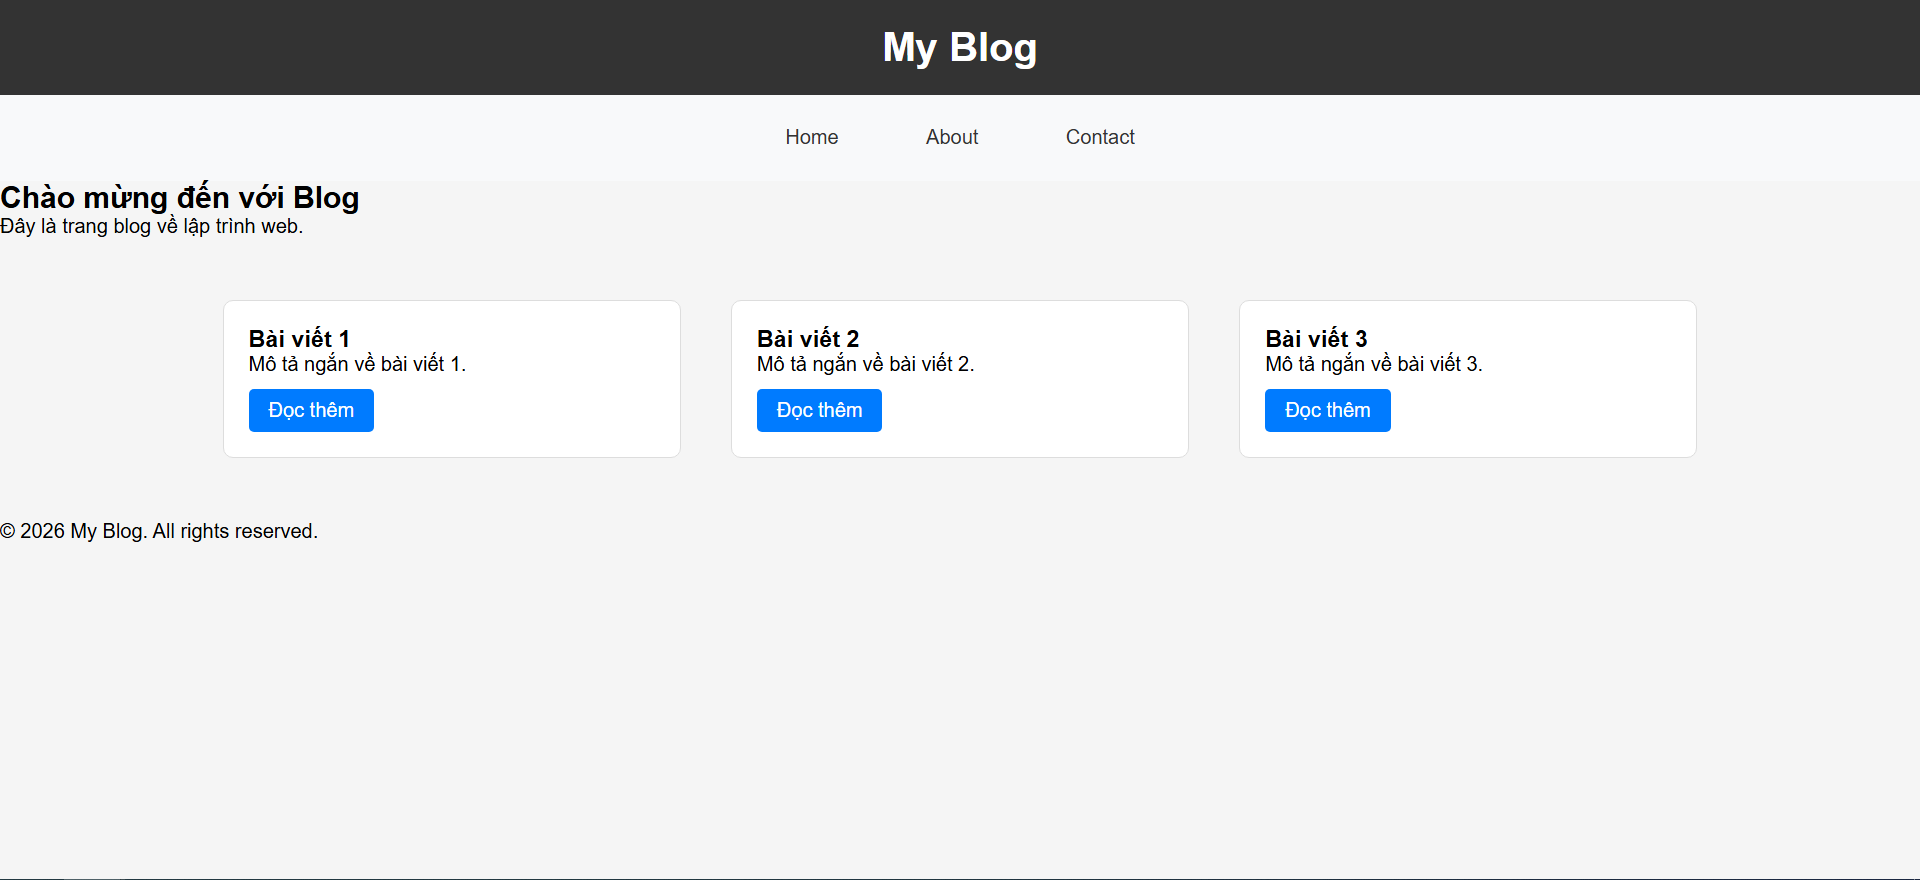 My Blog
Home About Contact
Chào mừng đến với Blog
Đây là trang blog về lập trình web.
Bài viết 1
Mô tả ngắn về bài viết 1.
Đọc thêm
Bài viết 2
Mô tả ngắn về bài viết 2.
Đọc thêm
Bài viết 3
Mô tả ngắn về bài viết 3.
Đọc thêm
© 2026 My Blog. All rights reserved.